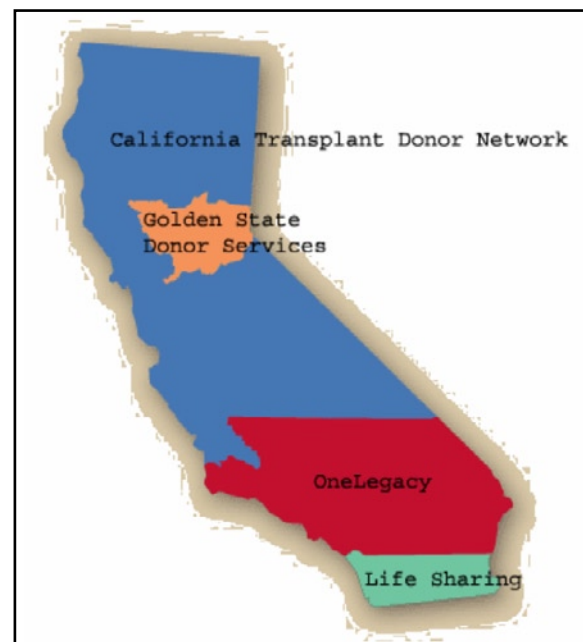 California Transplant Donor Network
Golden State
Donor Services
OneLegacy
Life Sharing